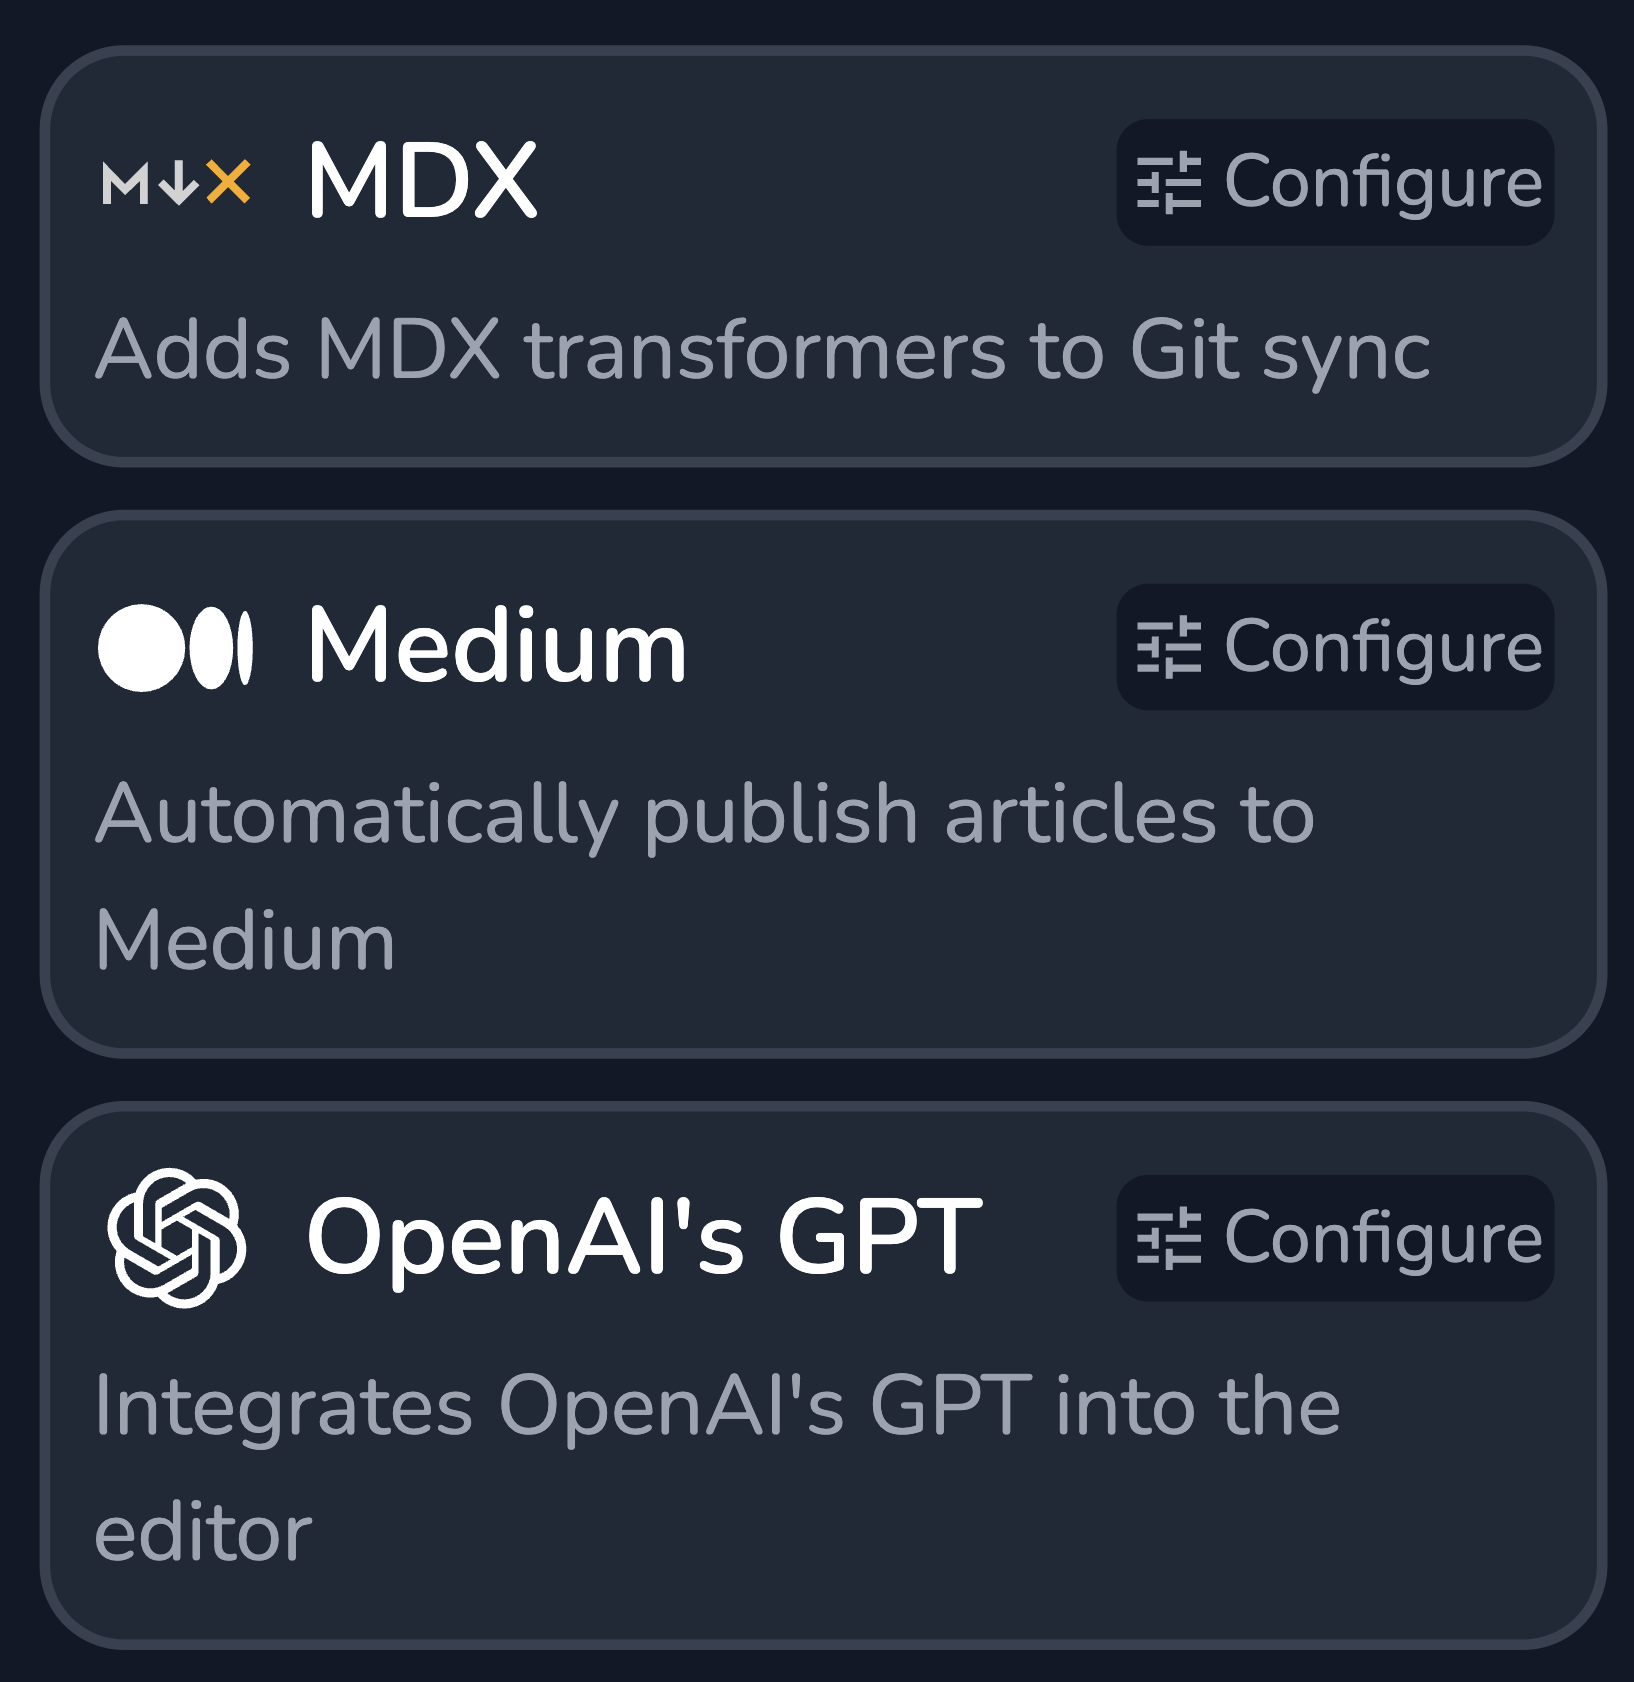 MDX
Configure
Adds MDX transformers to Git sync
Medium
Configure
Automatically publish articles to
Medium
OpenAI's GPT
Configure
Integrates OpenAI's GPT into the
editor